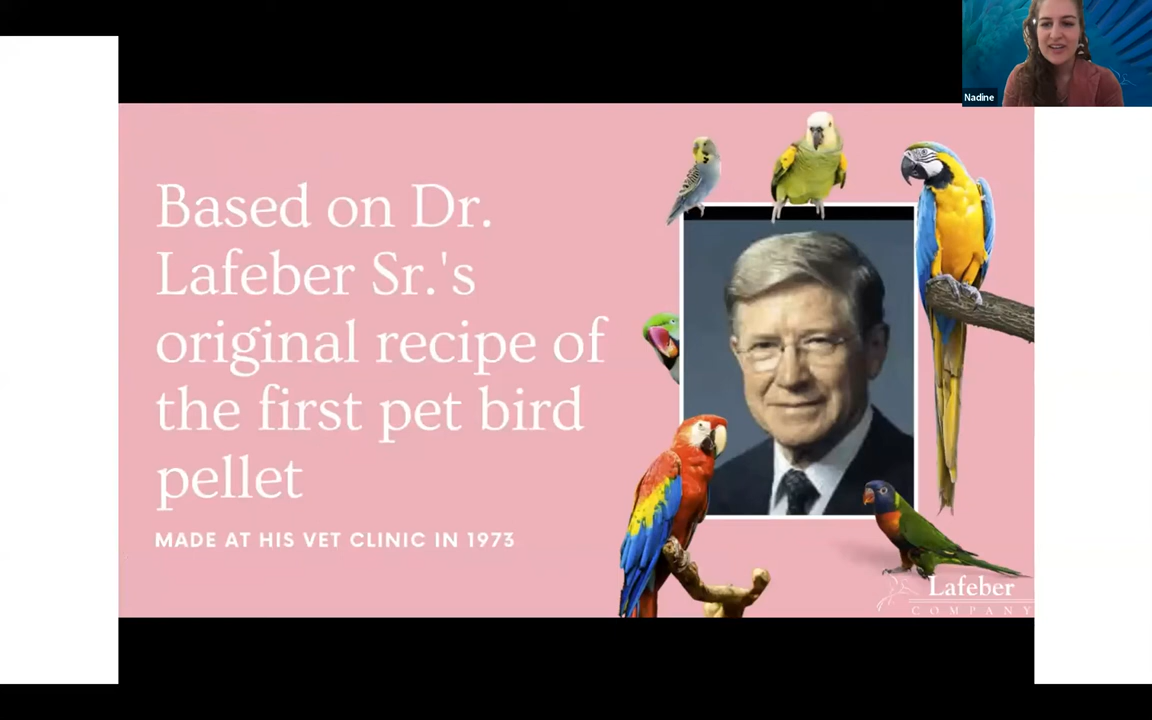 Nadine
Based on Dr.
Lafeber Sr.'s
original recipe of
the first pet bird
pellet
MADE AT HIS VET CLINIC IN 1973
Lafeber
COMPANY